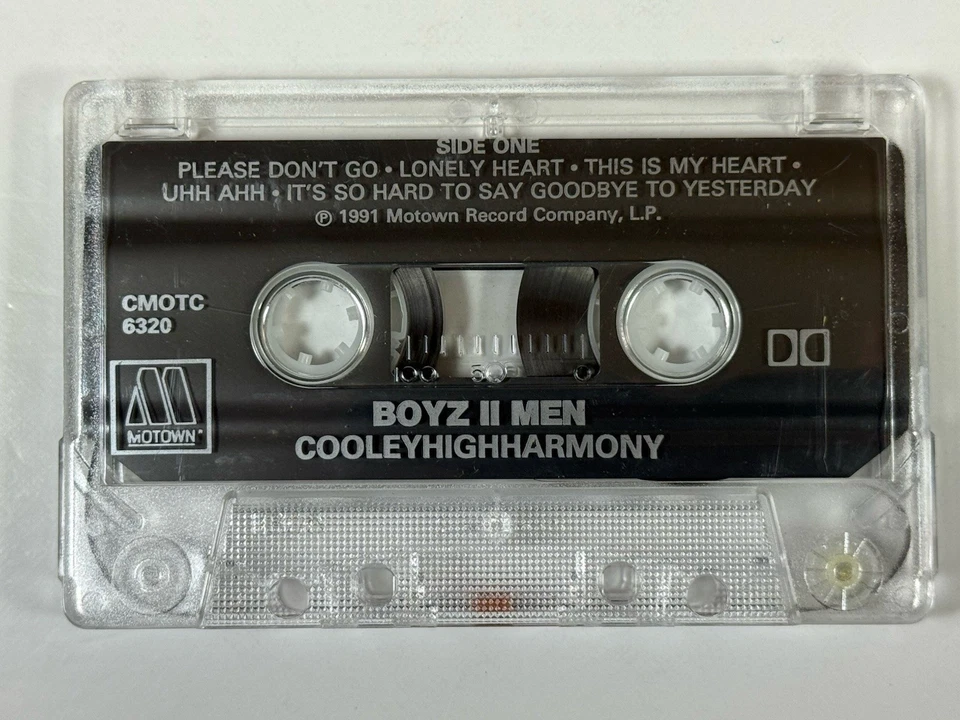 SIDE ONE
PLEASE DON'T GO • LONELY HEART • THIS IS MY HEART •
UHH AHH • IT'S SO HARD TO SAY GOODBYE TO YESTERDAY
℗ 1991 Motown Record Company, L.P.
CMOTC
6320
MOTOWN
BOYZ II MEN
COOLEYHIGHHARMONY